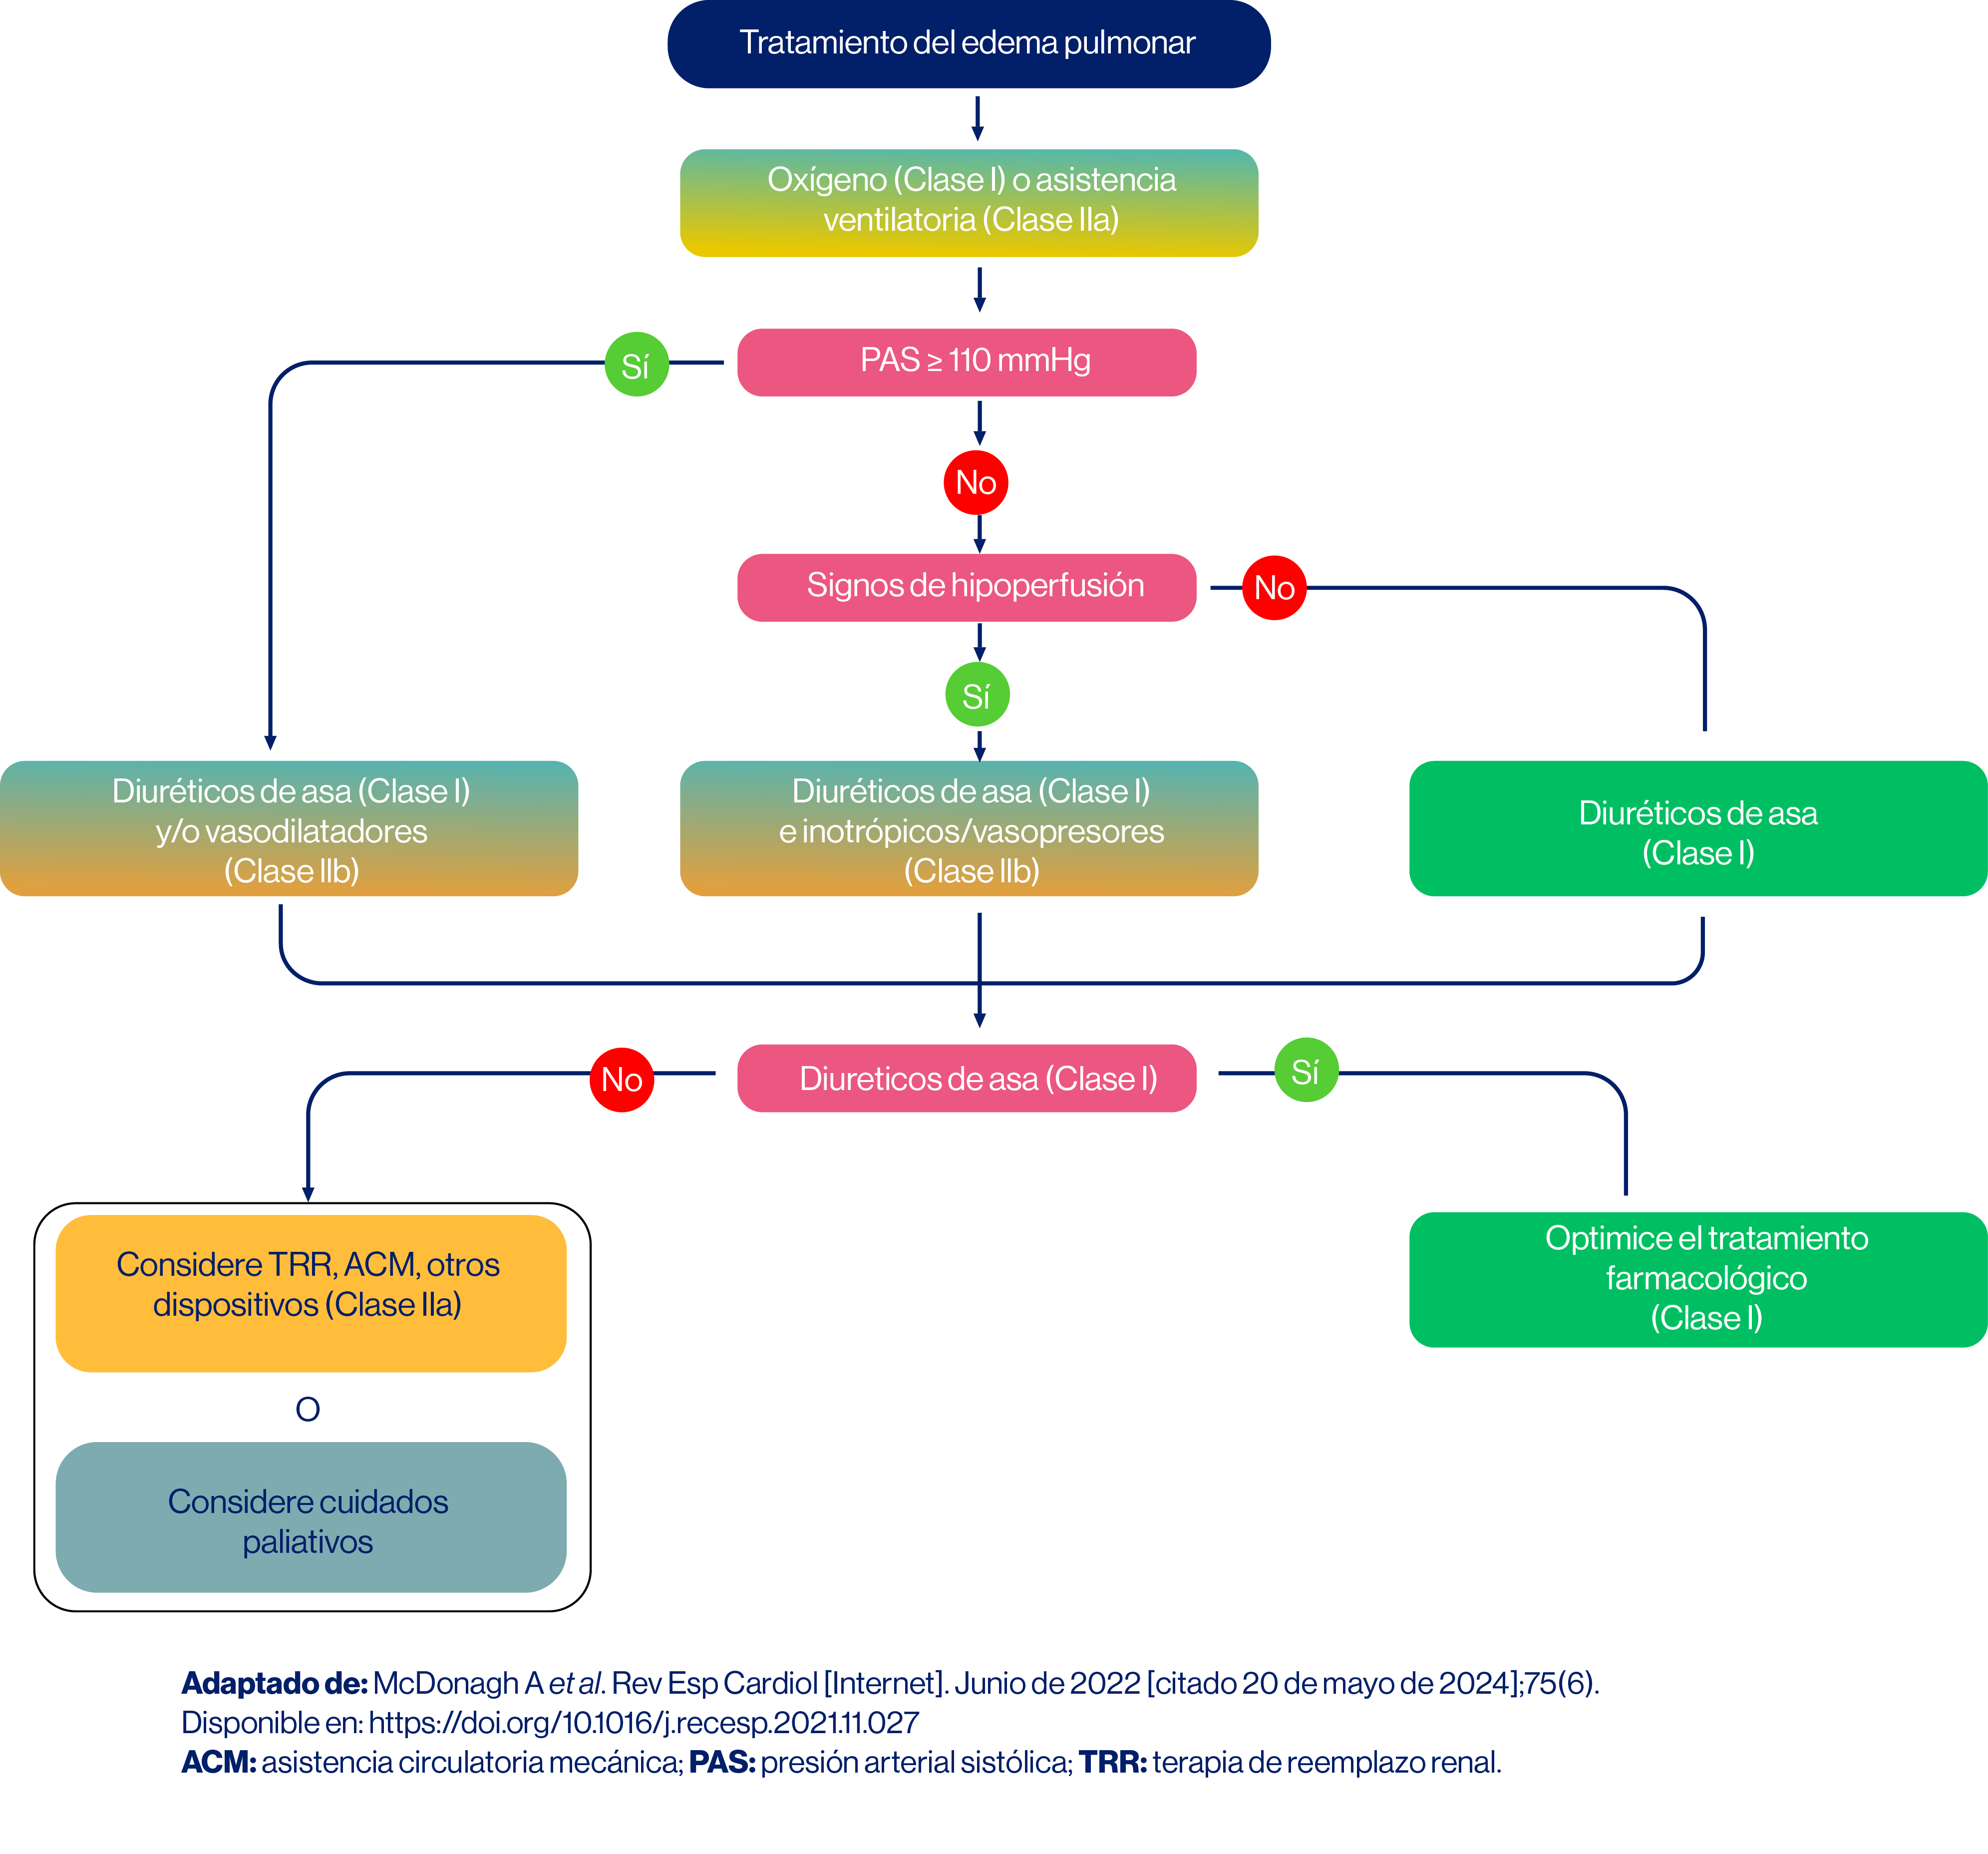 Tratamiento del edema pulmonar
Oxígeno (Clase I) o asistencia
ventilatoria (Clase IIa)
PAS ≥ 110 mmHg
Sí
No
Signos de hipoperfusión
No
Sí
Diuréticos de asa (Clase I)
y/o vasodilatadores
(Clase IIb)
Diuréticos de asa (Clase I)
e inotrópicos/vasopresores
(Clase IIb)
Diuréticos de asa
(Clase I)
Diureticos de asa (Clase I)
No
Sí
Considere TRR, ACM, otros
dispositivos (Clase IIa)
O
Considere cuidados
paliativos
Optimice el tratamiento
farmacológico
(Clase I)
Adaptado de: McDonagh A et al. Rev Esp Cardiol [Internet]. Junio de 2022 [citado 20 de mayo de 2024];75(6).
Disponible en: https://doi.org/10.1016/j.recesp.2021.11.027
ACM: asistencia circulatoria mecánica; PAS: presión arterial sistólica; TRR: terapia de reemplazo renal.